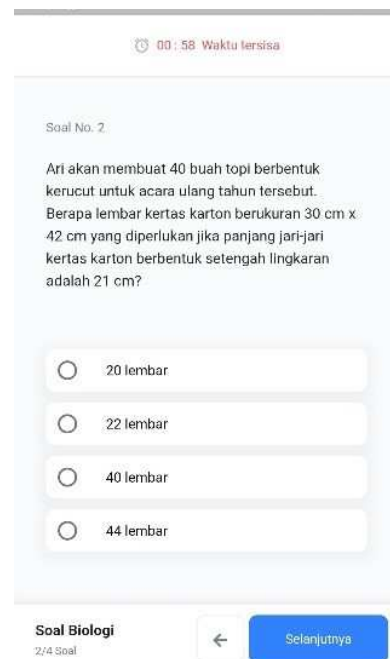 00 : 58 Waktu tersisa
Soal No. 2
Ari akan membuat 40 buah topi berbentuk
kerucut untuk acara ulang tahun tersebut.
Berapa lembar kertas karton berukuran 30 cm x
42 cm yang diperlukan jika panjang jari-jari
kertas karton berbentuk setengah lingkaran
adalah 21 cm?
20 lembar
22 lembar
40 lembar
44 lembar
Soal Biologi
2/4 Soal
Selanjutnya